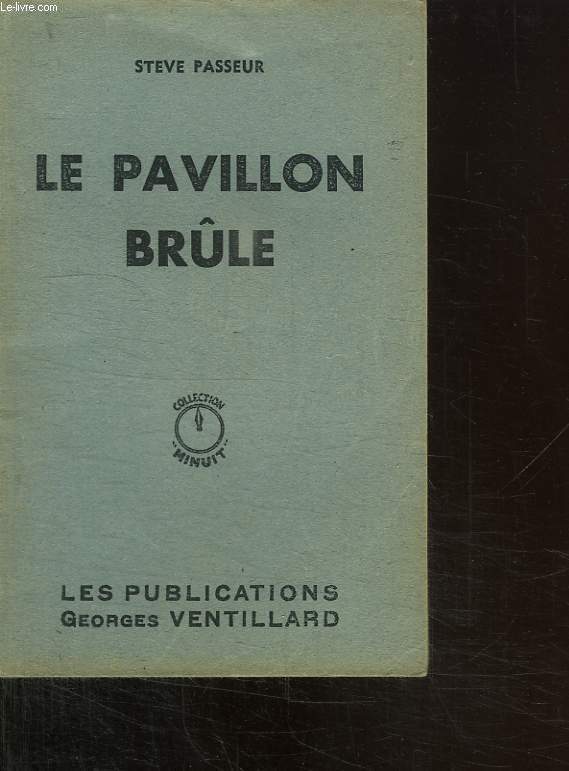 Le-livre.com
STEVE PASSEUR
LE PAVILLON
BRÛLE
COLLECTION
"MINUIT"
LES PUBLICATIONS
GEORGES VENTILLARD